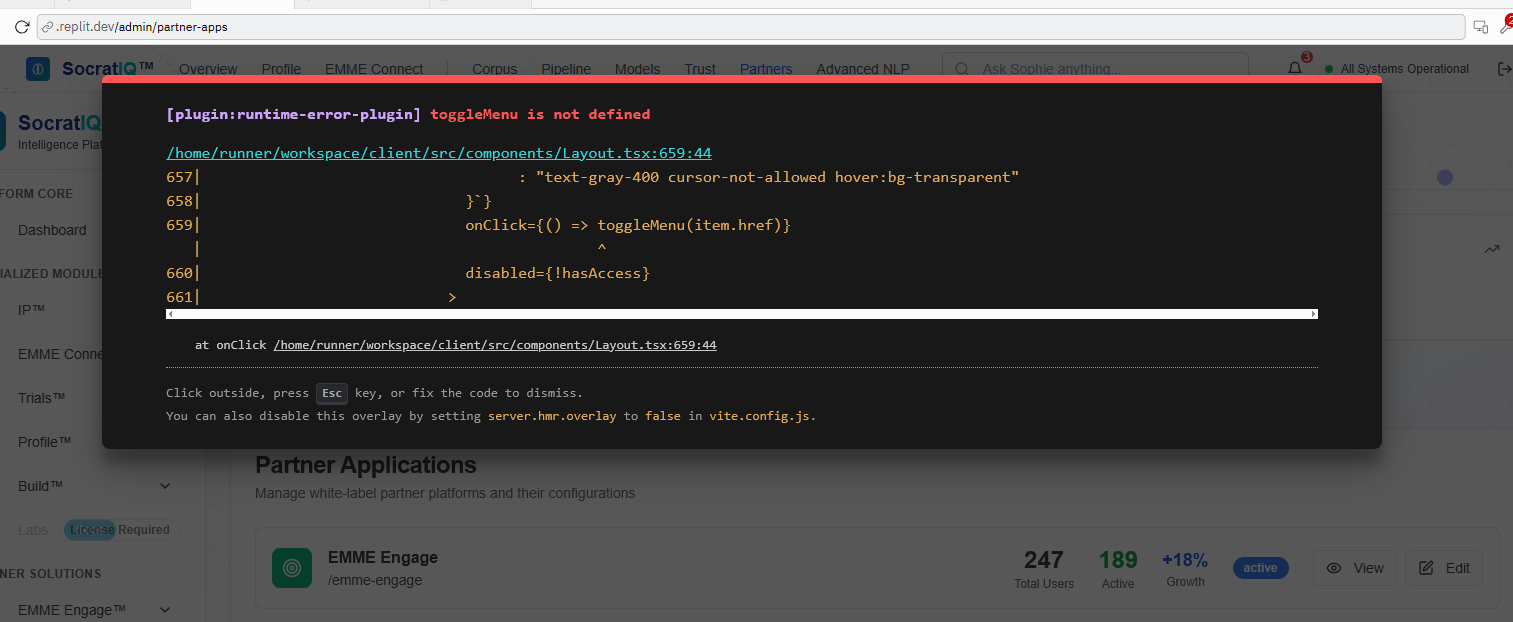 .replit.dev/admin/partner-apps
2
SocratIQ™ Overview Profile EMME Connect Corpus Pipeline Models Trust Partners Advanced NLP Ask Sophie anything... 3 All Systems Operational
SocratIQ
Intelligence Plat
[plugin:runtime-error-plugin] toggleMenu is not defined
/home/runner/workspace/client/src/components/Layout.tsx:659:44
657| : "text-gray-400 cursor-not-allowed hover:bg-transparent"
658| }`}
659| onClick={() => toggleMenu(item.href)}
| ^
660| disabled={!hasAccess}
661| >
at onClick /home/runner/workspace/client/src/components/Layout.tsx:659:44
Click outside, press Esc key, or fix the code to dismiss.
You can also disable this overlay by setting server.hmr.overlay to false in vite.config.js.
FORM CORE
Dashboard
IALIZED MODULE
IP™
EMME Conne
Trials™
Profile™
Build™
Labs License Required
NER SOLUTIONS
EMME Engage™
Partner Applications
Manage white-label partner platforms and their configurations
EMME Engage
/emme-engage
247
Total Users
189
Active
+18%
Growth
active
View
Edit